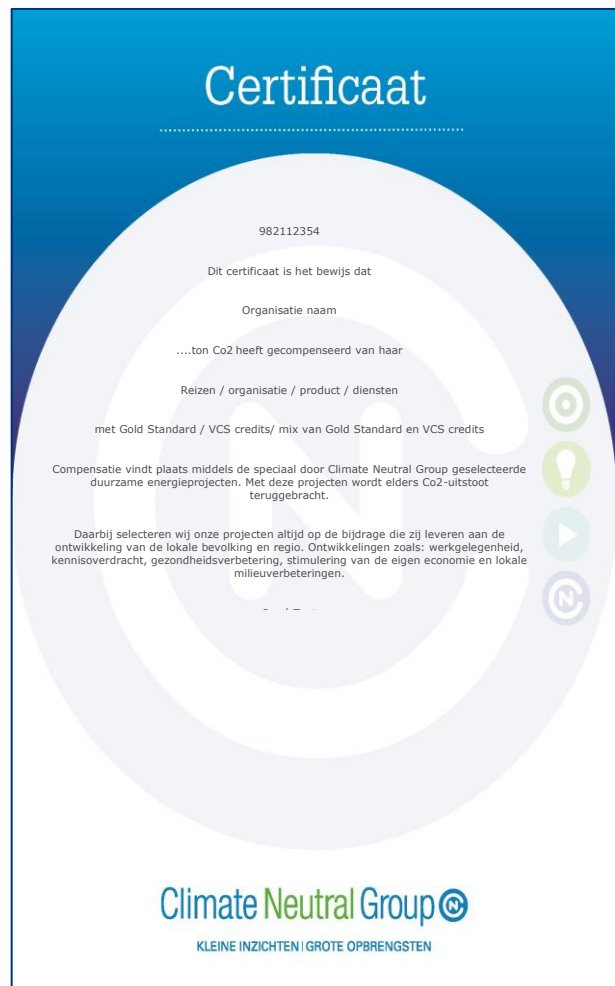 Certificaat
982112354
Dit certificaat is het bewijs dat
Organisatie naam
....ton Co2 heeft gecompenseerd van haar
Reizen / organisatie / product / diensten
met Gold Standard / VCS credits/ mix van Gold Standard en VCS credits
Compensatie vindt plaats middels de speciaal door Climate Neutral Group geselecteerde
duurzame energieprojecten. Met deze projecten wordt elders Co2-uitstoot
teruggebracht.
Daarbij selecteren wij onze projecten altijd op de bijdrage die zij leveren aan de
ontwikkeling van de lokale bevolking en regio. Ontwikkelingen zoals: werkgelegenheid,
kennisoverdracht, gezondheidsverbetering, stimulering van de eigen economie en lokale
milieuverbeteringen.
Climate Neutral Group
KLEINE INZICHTEN | GROTE OPBRENGSTEN